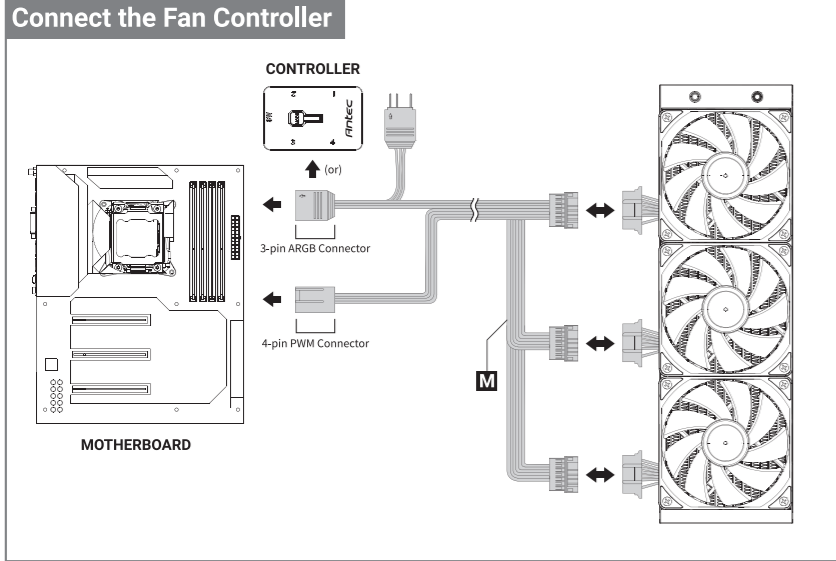 Connect the Fan Controller
CONTROLLER
2
1
Antec
3
4
(or)
3-pin ARGB Connector
4-pin PWM Connector
M
MOTHERBOARD